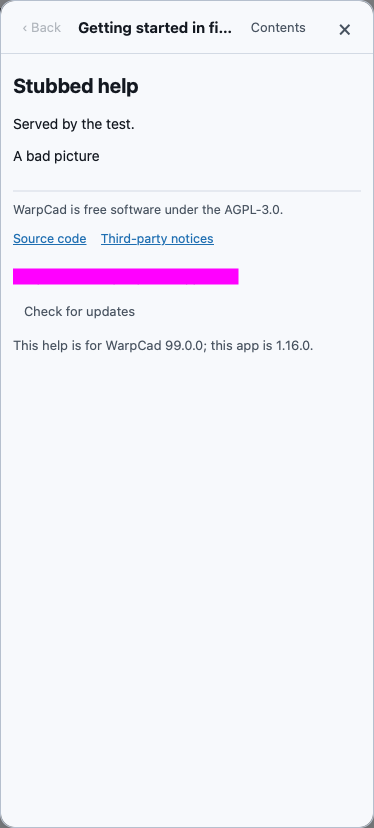 ‹ Back Getting started in fi... Contents ×
Stubbed help
Served by the test.
A bad picture
WarpCad is free software under the AGPL-3.0.
Source code Third-party notices
Check for updates
This help is for WarpCad 99.0.0; this app is 1.16.0.